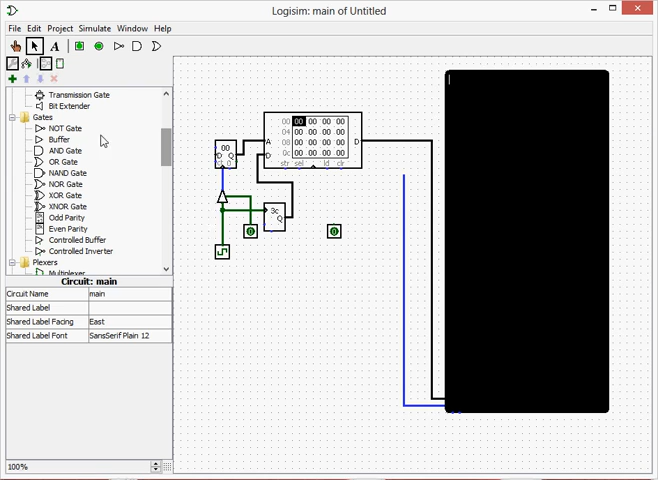 Logisim: main of Untitled
File Edit Project Simulate Window Help
A
Transmission Gate
Bit Extender
Gates
NOT Gate
Buffer
AND Gate
OR Gate
NAND Gate
NOR Gate
XOR Gate
XNOR Gate
Odd Parity
Even Parity
Controlled Buffer
Controlled Inverter
Plexers
Multiplexer
Circuit: main
Circuit Name main
Shared Label
Shared Label Facing East
Shared Label Font SansSerif Plain 12
100%
00 00 00 00 00
04 00 00 00 00
08 00 00 00 00
0c 00 00 00 00
A D
D
str sel ld clr
00
D Q
0
3c
Q
0
0